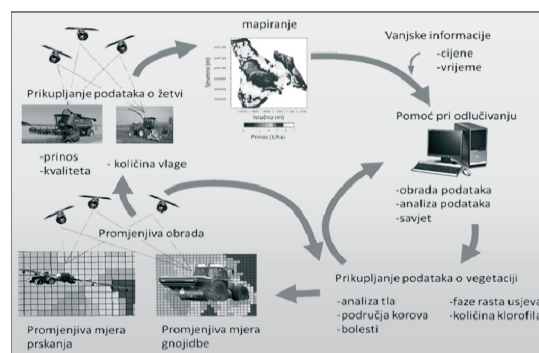 mapiranje
Sjeverno (m)
Istočno (m)
Prinos (t/ha)
Vanjske informacije
-cijene
-vrijeme
Prikupljanje podataka o žetvi
-prinos
-kvaliteta
- količina vlage
Pomoć pri odlučivanju
-obrada podataka
-analiza podataka
-savjet
Promjenjiva obrada
Promjenjiva mjera
prskanja
Promjenjiva mjera
gnojidbe
Prikupljanje podataka o vegetaciji
-analiza tla
-područja korova
-bolesti
-faze rasta usjeva
-količina klorofila